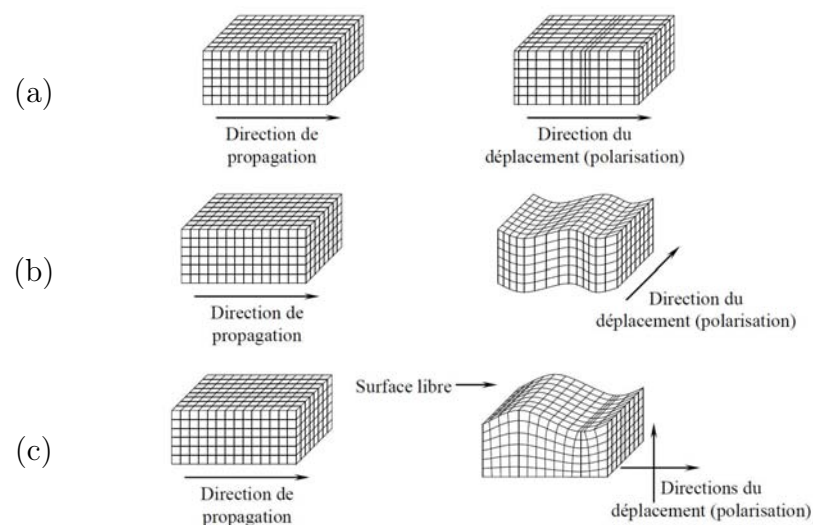 (a)
Direction de
propagation
Direction du
déplacement (polarisation)
(b)
Direction de
propagation
Direction du
déplacement (polarisation)
(c)
Surface libre
Direction de
propagation
Directions du
déplacement (polarisation)